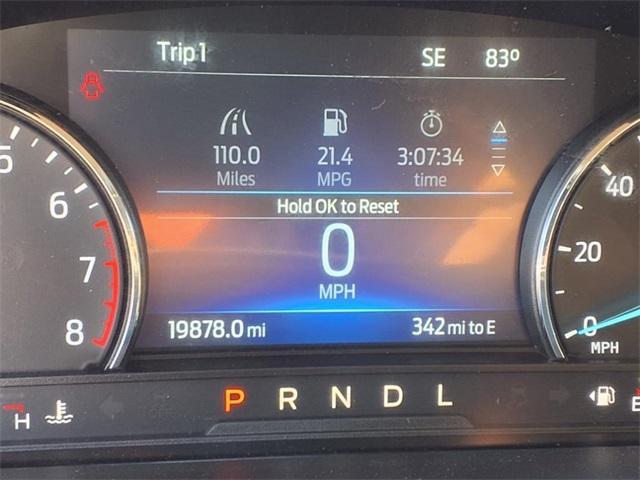 Trip 1 SE 83°
110.0 21.4 3:07:34
Miles MPG time
Hold OK to Reset
0
MPH
19878.0 mi 342 mi to E
5
6
7
8
40
20
0
MPH
P R N D L
H
E